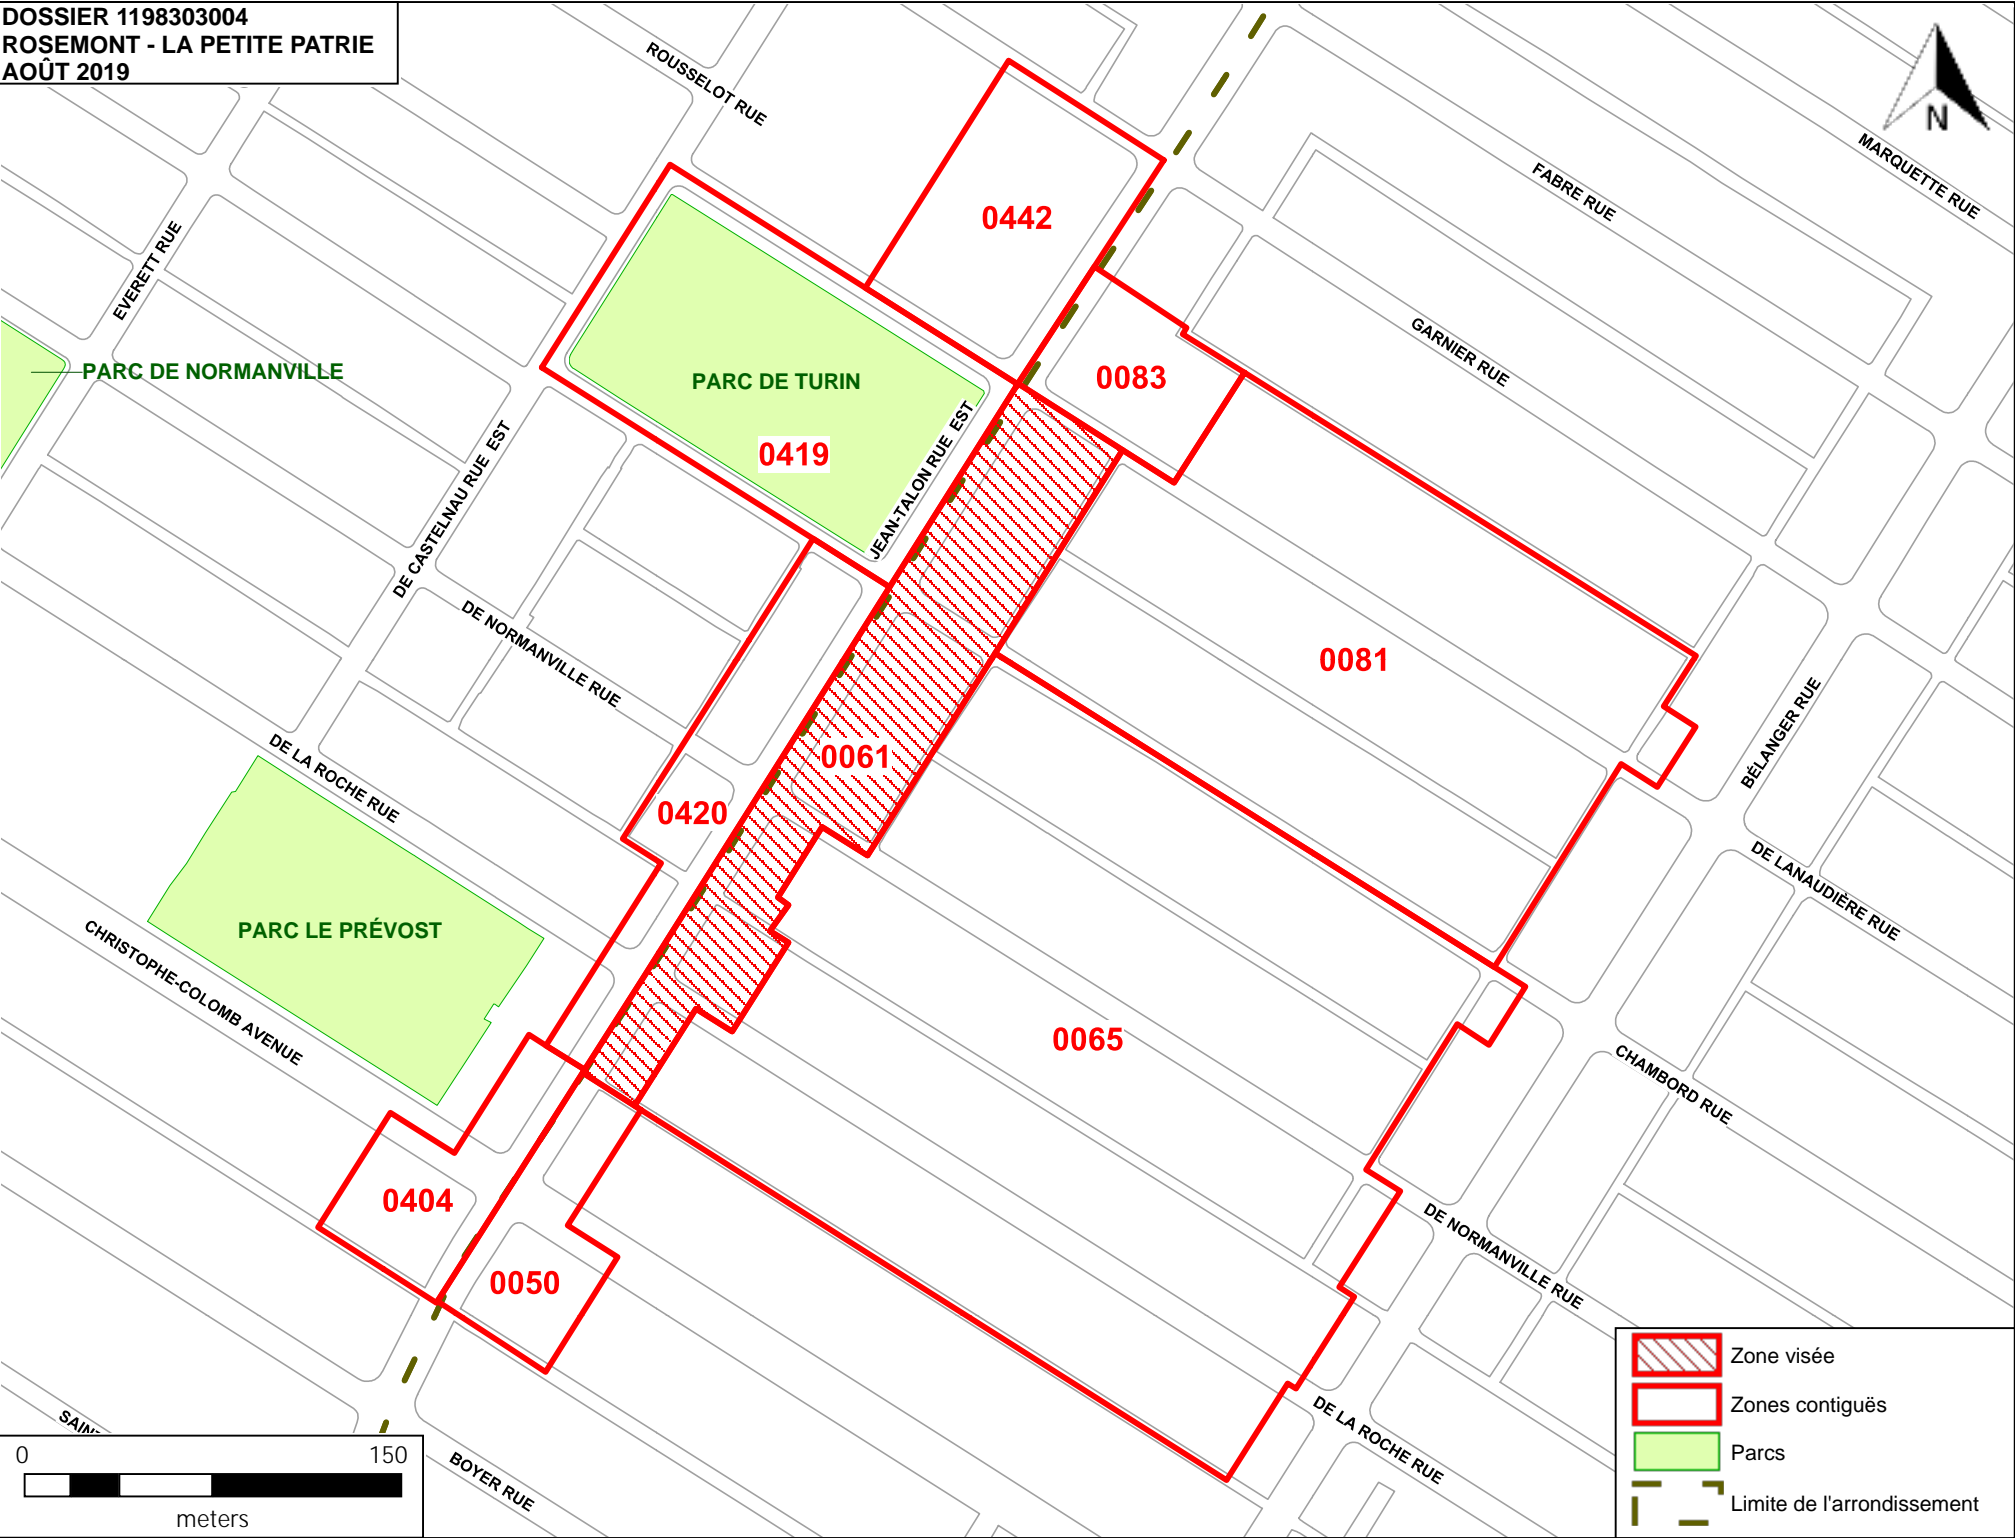 DOSSIER 1198303004
ROSEMONT - LA PETITE PATRIE
AOÛT 2019
ROUSSELOT RUE
N
MARQUETTE RUE
FABRE RUE
0442
EVERETT RUE
GARNIER RUE
PARC DE NORMANVILLE
PARC DE TURIN
0083
0419
JEAN-TALON RUE EST
DE CASTELNAU RUE EST
DE NORMANVILLE RUE
0081
BÉLANGER RUE
0061
DE LA ROCHE RUE
0420
DE LANAUDIÈRE RUE
PARC LE PRÉVOST
CHRISTOPHE-COLOMB AVENUE
0065
CHAMBORD RUE
0404
DE NORMANVILLE RUE
0050
DE LA ROCHE RUE
SAINT
BOYER RUE
0 150
meters
Zone visée
Zones contiguës
Parcs
Limite de l'arrondissement